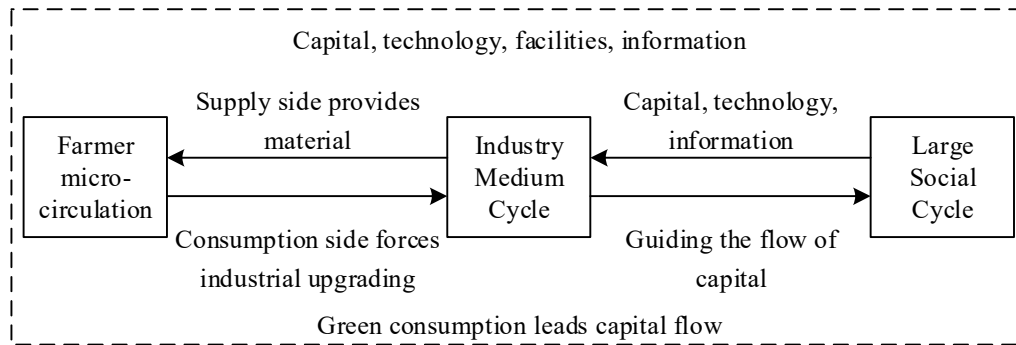 Capital, technology, facilities, information
Supply side provides
material
Capital, technology,
information
Farmer
micro-
circulation
Industry
Medium
Cycle
Large
Social
Cycle
Consumption side forces
industrial upgrading
Guiding the flow of
capital
Green consumption leads capital flow